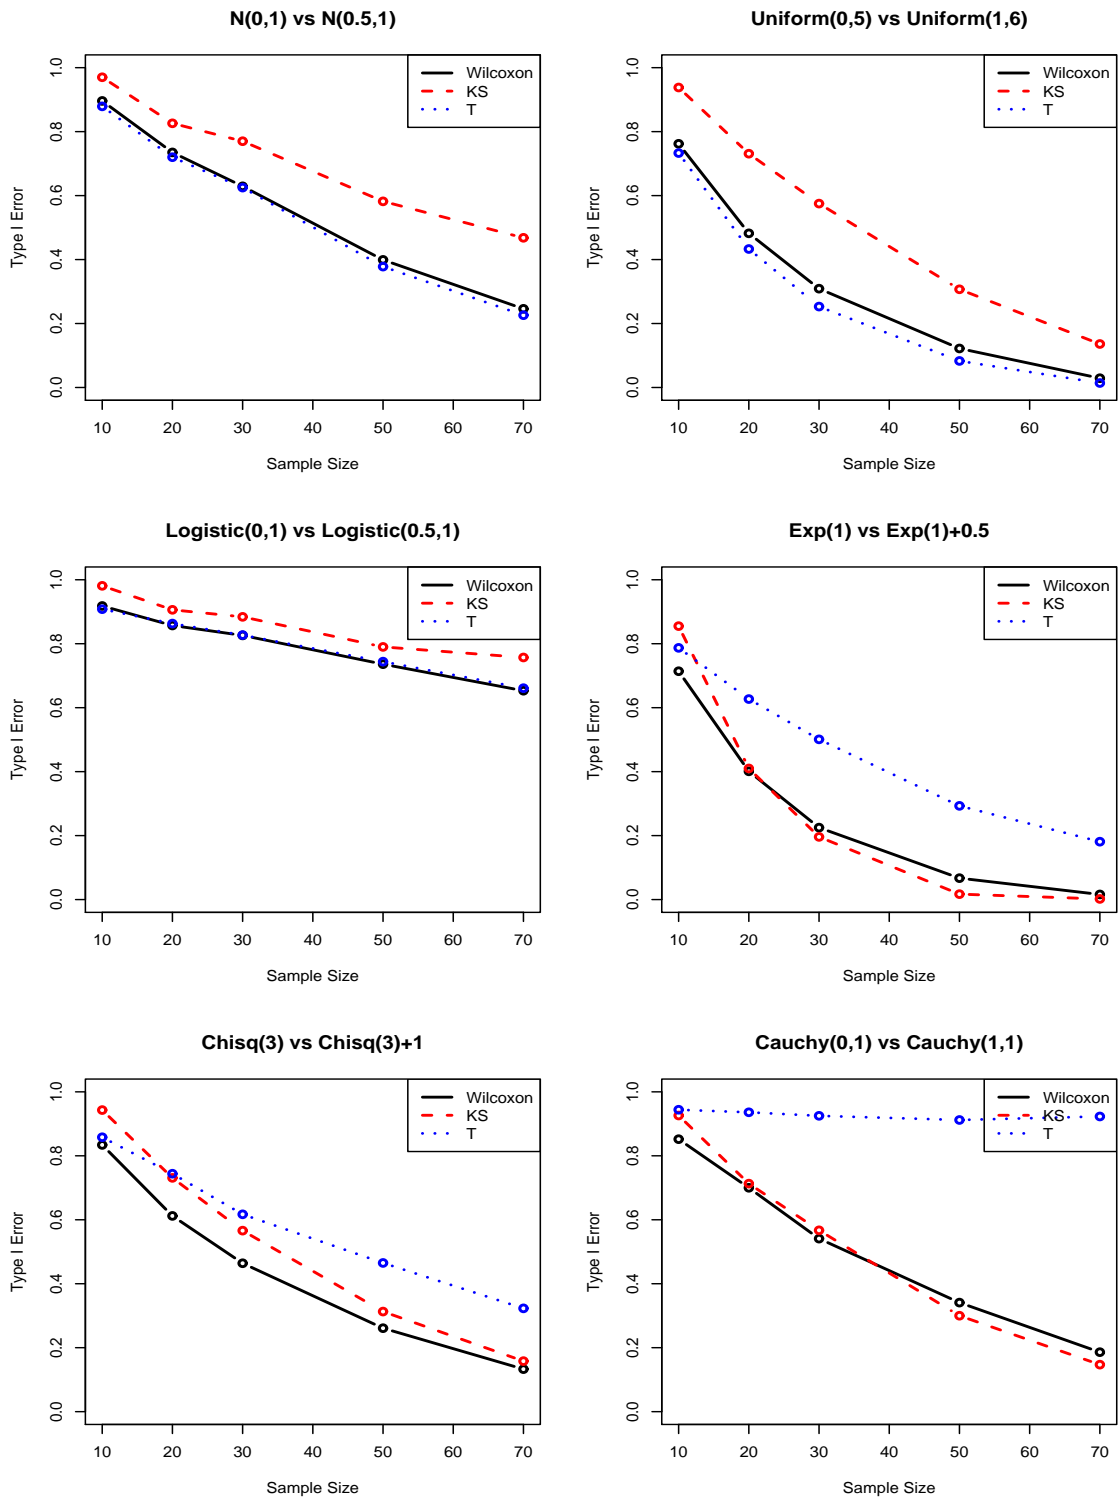 N(0,1) vs N(0.5,1)
Type I Error
0.0 0.2 0.4 0.6 0.8 1.0
Wilcoxon
KS
T
10 20 30 40 50 60 70
Sample Size
Uniform(0,5) vs Uniform(1,6)
Type I Error
0.0 0.2 0.4 0.6 0.8 1.0
Wilcoxon
KS
T
10 20 30 40 50 60 70
Sample Size
Logistic(0,1) vs Logistic(0.5,1)
Type I Error
0.0 0.2 0.4 0.6 0.8 1.0
Wilcoxon
KS
T
10 20 30 40 50 60 70
Sample Size
Exp(1) vs Exp(1)+0.5
Type I Error
0.0 0.2 0.4 0.6 0.8 1.0
Wilcoxon
KS
T
10 20 30 40 50 60 70
Sample Size
Chisq(3) vs Chisq(3)+1
Type I Error
0.0 0.2 0.4 0.6 0.8 1.0
Wilcoxon
KS
T
10 20 30 40 50 60 70
Sample Size
Cauchy(0,1) vs Cauchy(1,1)
Type I Error
0.0 0.2 0.4 0.6 0.8 1.0
Wilcoxon
KS
T
10 20 30 40 50 60 70
Sample Size